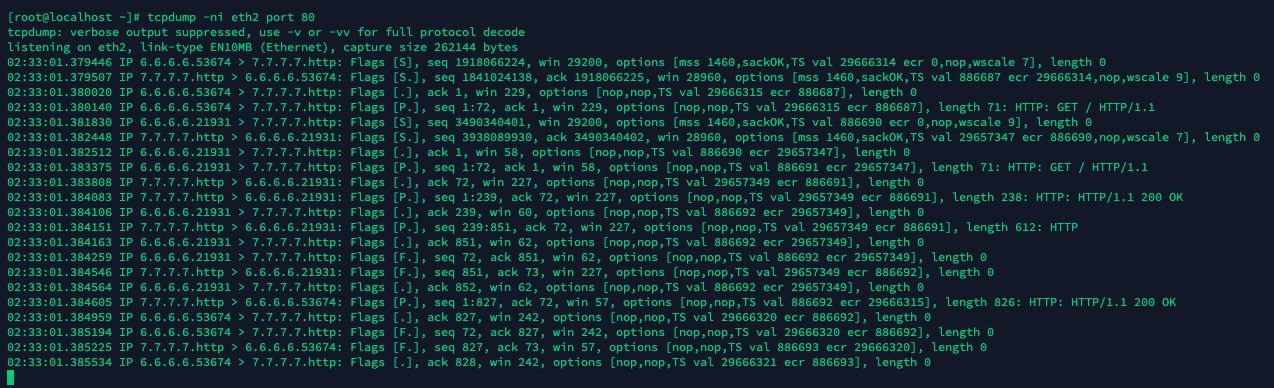 [root@localhost ~]# tcpdump -ni eth2 port 80
tcpdump: verbose output suppressed, use -v or -vv for full protocol decode
listening on eth2, link-type EN10MB (Ethernet), capture size 262144 bytes
02:33:01.379446 IP 6.6.6.6.53674 > 7.7.7.7.http: Flags [S], seq 1918066224, win 29200, options [mss 1460,sackOK,TS val 29666314 ecr 0,nop,wscale 7], length 0
02:33:01.379507 IP 7.7.7.7.http > 6.6.6.6.53674: Flags [S.], seq 1841024138, ack 1918066225, win 28960, options [mss 1460,sackOK,TS val 886687 ecr 29666314,nop,wscale 9], length 0
02:33:01.380020 IP 6.6.6.6.53674 > 7.7.7.7.http: Flags [.], ack 1, win 229, options [nop,nop,TS val 29666315 ecr 886687], length 0
02:33:01.380140 IP 6.6.6.6.53674 > 7.7.7.7.http: Flags [P.], seq 1:72, ack 1, win 229, options [nop,nop,TS val 29666315 ecr 886687], length 71: HTTP: GET / HTTP/1.1
02:33:01.381830 IP 6.6.6.6.21931 > 7.7.7.7.http: Flags [S], seq 3490340401, win 29200, options [mss 1460,sackOK,TS val 886690 ecr 0,nop,wscale 9], length 0
02:33:01.382448 IP 7.7.7.7.http > 6.6.6.6.21931: Flags [S.], seq 3938089930, ack 3490340402, win 28960, options [mss 1460,sackOK,TS val 29657347 ecr 886690,nop,wscale 7], length 0
02:33:01.382512 IP 6.6.6.6.21931 > 7.7.7.7.http: Flags [.], ack 1, win 58, options [nop,nop,TS val 886690 ecr 29657347], length 0
02:33:01.383375 IP 6.6.6.6.21931 > 7.7.7.7.http: Flags [P.], seq 1:72, ack 1, win 58, options [nop,nop,TS val 886691 ecr 29657347], length 71: HTTP: GET / HTTP/1.1
02:33:01.383808 IP 7.7.7.7.http > 6.6.6.6.21931: Flags [.], ack 72, win 227, options [nop,nop,TS val 29657349 ecr 886691], length 0
02:33:01.384083 IP 7.7.7.7.http > 6.6.6.6.21931: Flags [P.], seq 1:239, ack 72, win 227, options [nop,nop,TS val 29657349 ecr 886691], length 238: HTTP: HTTP/1.1 200 OK
02:33:01.384106 IP 6.6.6.6.21931 > 7.7.7.7.http: Flags [.], ack 239, win 60, options [nop,nop,TS val 886692 ecr 29657349], length 0
02:33:01.384151 IP 7.7.7.7.http > 6.6.6.6.21931: Flags [P.], seq 239:851, ack 72, win 227, options [nop,nop,TS val 29657349 ecr 886691], length 612: HTTP
02:33:01.384163 IP 6.6.6.6.21931 > 7.7.7.7.http: Flags [.], ack 851, win 62, options [nop,nop,TS val 886692 ecr 29657349], length 0
02:33:01.384259 IP 6.6.6.6.21931 > 7.7.7.7.http: Flags [F.], seq 72, ack 851, win 62, options [nop,nop,TS val 886692 ecr 29657349], length 0
02:33:01.384546 IP 7.7.7.7.http > 6.6.6.6.21931: Flags [F.], seq 851, ack 73, win 227, options [nop,nop,TS val 29657349 ecr 886692], length 0
02:33:01.384564 IP 6.6.6.6.21931 > 7.7.7.7.http: Flags [.], ack 852, win 62, options [nop,nop,TS val 886692 ecr 29657349], length 0
02:33:01.384605 IP 7.7.7.7.http > 6.6.6.6.53674: Flags [P.], seq 1:827, ack 72, win 57, options [nop,nop,TS val 886692 ecr 29666315], length 826: HTTP: HTTP/1.1 200 OK
02:33:01.384959 IP 6.6.6.6.53674 > 7.7.7.7.http: Flags [.], ack 827, win 242, options [nop,nop,TS val 29666320 ecr 886692], length 0
02:33:01.385194 IP 6.6.6.6.53674 > 7.7.7.7.http: Flags [F.], seq 72, ack 827, win 242, options [nop,nop,TS val 29666320 ecr 886692], length 0
02:33:01.385225 IP 7.7.7.7.http > 6.6.6.6.53674: Flags [F.], seq 827, ack 73, win 57, options [nop,nop,TS val 886693 ecr 29666320], length 0
02:33:01.385534 IP 6.6.6.6.53674 > 7.7.7.7.http: Flags [.], ack 828, win 242, options [nop,nop,TS val 29666321 ecr 886693], length 0